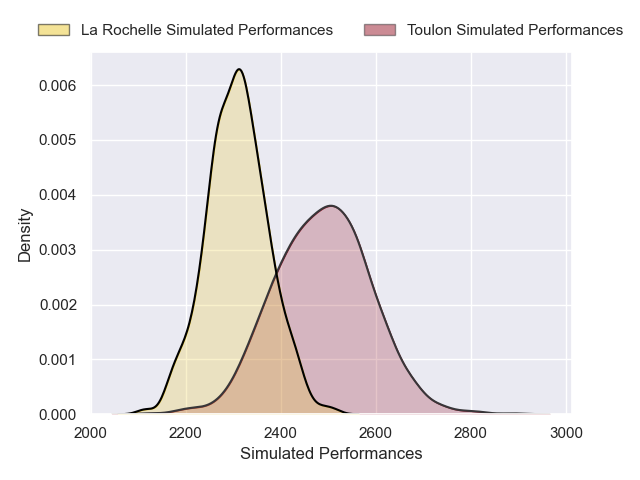 La Rochelle Simulated Performances Toulon Simulated Performances
0.006
0.005
0.004
0.003
0.002
0.001
0.000
Density
2000 2200 2400 2600 2800 3000
Simulated Performances